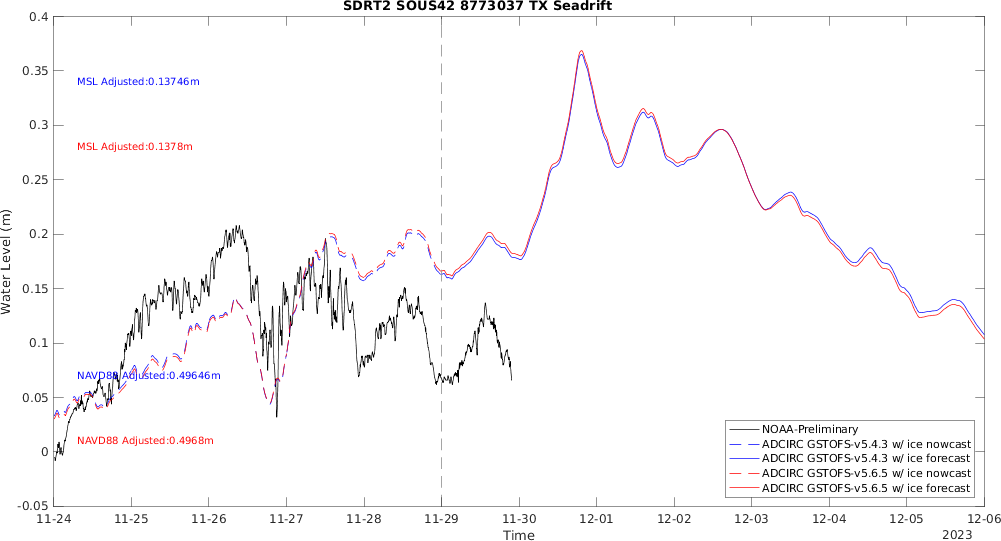 SDRT2 SOUS42 8773037 TX Seadrift
0.4
0.35
0.3
0.25
0.2
0.15
0.1
0.05
0
-0.05
Water Level (m)
MSL Adjusted:0.13746m
MSL Adjusted:0.1378m
NAVD88 Adjusted:0.49646m
NAVD88 Adjusted:0.4968m
NOAA-Preliminary
ADCIRC GSTOFS-v5.4.3 w/ ice nowcast
ADCIRC GSTOFS-v5.4.3 w/ ice forecast
ADCIRC GSTOFS-v5.6.5 w/ ice nowcast
ADCIRC GSTOFS-v5.6.5 w/ ice forecast
11-24 11-25 11-26 11-27 11-28 11-29 11-30 12-01 12-02 12-03 12-04 12-05 12-06
Time
2023